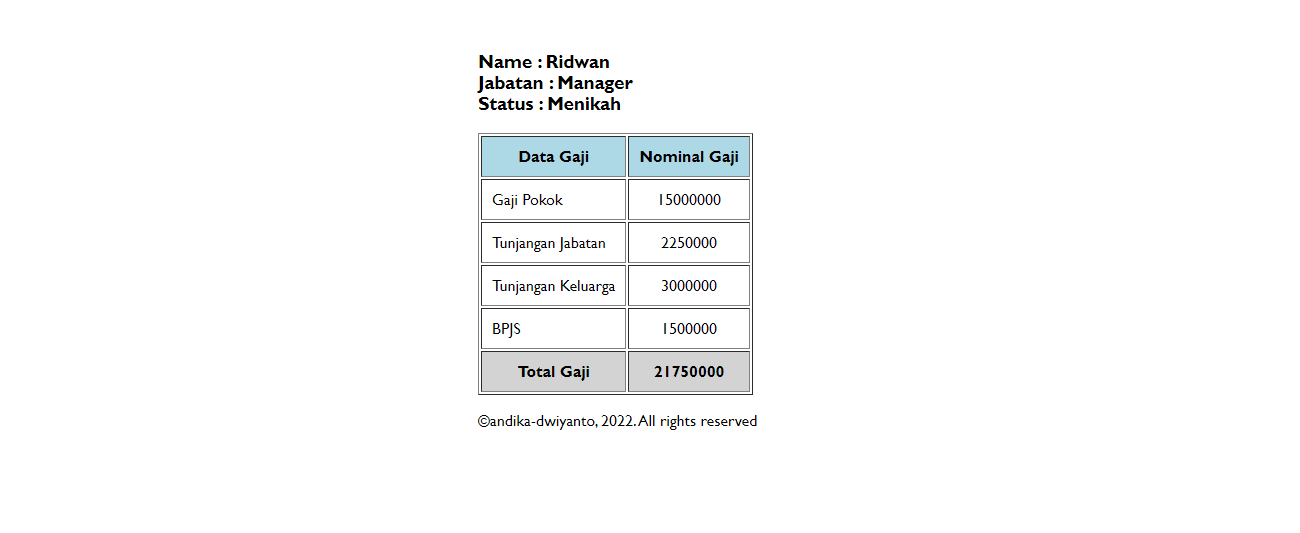 Name : Ridwan
Jabatan : Manager
Status : Menikah
Data Gaji Nominal Gaji
Gaji Pokok 15000000
Tunjangan Jabatan 2250000
Tunjangan Keluarga 3000000
BPJS 1500000
Total Gaji 21750000
©andika-dwiyanto, 2022. All rights reserved